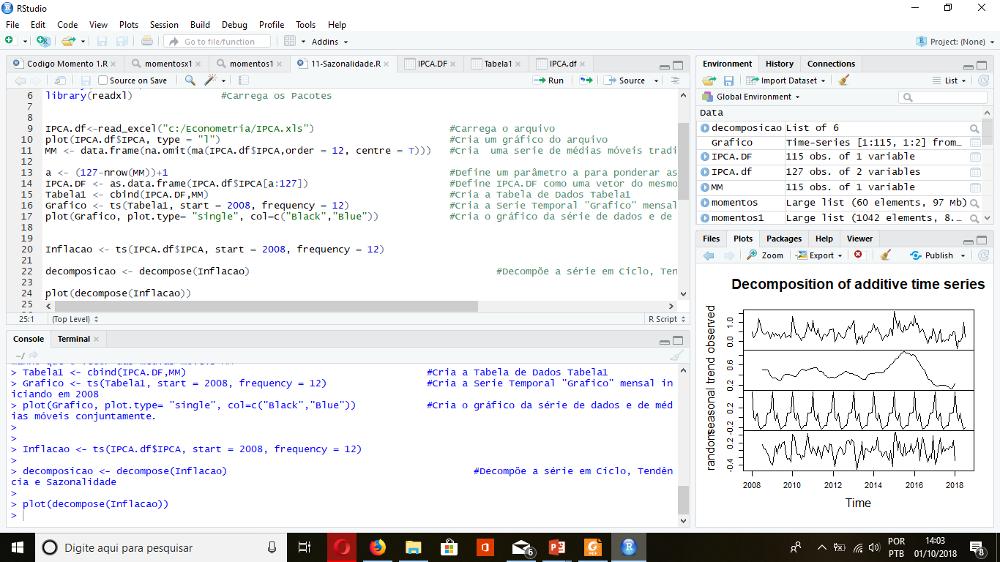 RStudio
File Edit Code View Plots Session Build Debug Profile Tools Help
Go to file/function Addins Project: (None)
Codigo Momento 1.R momentosx1 momentos1 11-Sazonalidade.R IPCA.DF Tabela1 IPCA.df
Source on Save Run Source
6 library(readxl) #Carrega os Pacotes
7
8
9 IPCA.df<-read_excel("c:/Econometria/IPCA.xls") #Carrega o arquivo
10 plot(IPCA.df$IPCA, type = "l") #Cria um gráfico do arquivo
11 MM <- data.frame(na.omit(ma(IPCA.df$IPCA,order = 12, centre = T))) #Cria uma serie de médias móveis tradi
12
13 a <- (127-nrow(MM))+1 #Define um parâmetro a para ponderar as
14 IPCA.DF <- as.data.frame(IPCA.df$IPCA[a:127]) #Define IPCA.DF como uma vetor do mesmo
15 Tabela1 <- cbind(IPCA.DF,MM) #Cria a Tabela de Dados Tabela1
16 Grafico <- ts(Tabela1, start = 2008, frequency = 12) #Cria a Serie Temporal "Grafico" mensal
17 plot(Grafico, plot.type= "single", col=c("Black","Blue")) #Cria o gráfico da série de dados e de
18
19
20 Inflacao <- ts(IPCA.df$IPCA, start = 2008, frequency = 12)
21
22 decomposicao <- decompose(Inflacao) #Decompõe a série em Ciclo, Ten
23
24 plot(decompose(Inflacao))
25
25:1 (Top Level) R Script
Console Terminal
~/
> Tabela1 <- cbind(IPCA.DF,MM) #Cria a Tabela de Dados Tabela1
> Grafico <- ts(Tabela1, start = 2008, frequency = 12) #Cria a Serie Temporal "Grafico" mensal in
iciando em 2008
> plot(Grafico, plot.type= "single", col=c("Black","Blue")) #Cria o gráfico da série de dados e de méd
ias móveis conjuntamente.
>
>
> Inflacao <- ts(IPCA.df$IPCA, start = 2008, frequency = 12)
>
> decomposicao <- decompose(Inflacao) #Decompõe a série em Ciclo, Tendên
cia e Sazonalidade
>
> plot(decompose(Inflacao))
>
Environment History Connections
Import Dataset List
Global Environment
Data
decomposicao List of 6
Grafico Time-Series [1:115, 1:2] from…
IPCA.DF 115 obs. of 1 variable
IPCA.df 127 obs. of 2 variables
MM 115 obs. of 1 variable
momentos Large list (60 elements, 97 Mb)
momentos1 Large list (1042 elements, 8.…
Files Plots Packages Help Viewer
Zoom Export Publish
Decomposition of additive time series
observed
0.0 1.0
trend
0.2 0.6
seasonal
-0.2 0.2
random
-0.4 0.2
2008 2010 2012 2014 2016 2018
Time
Digite aqui para pesquisar
6
POR
PTB
14:03
01/10/2018
8